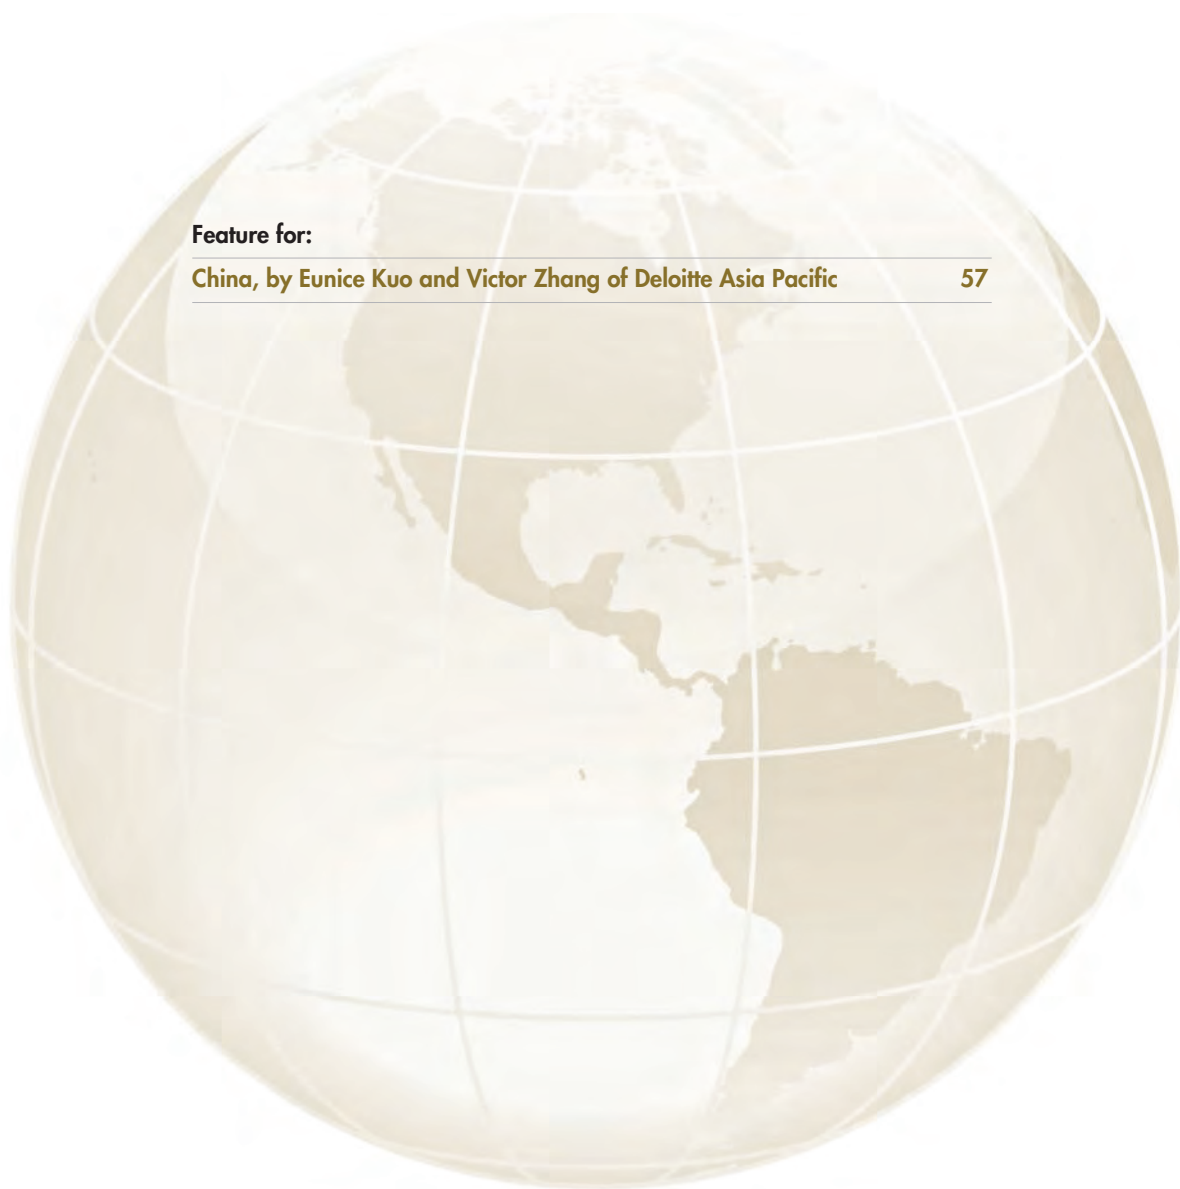 Feature for:
China, by Eunice Kuo and Victor Zhang of Deloitte Asia Pacific 57